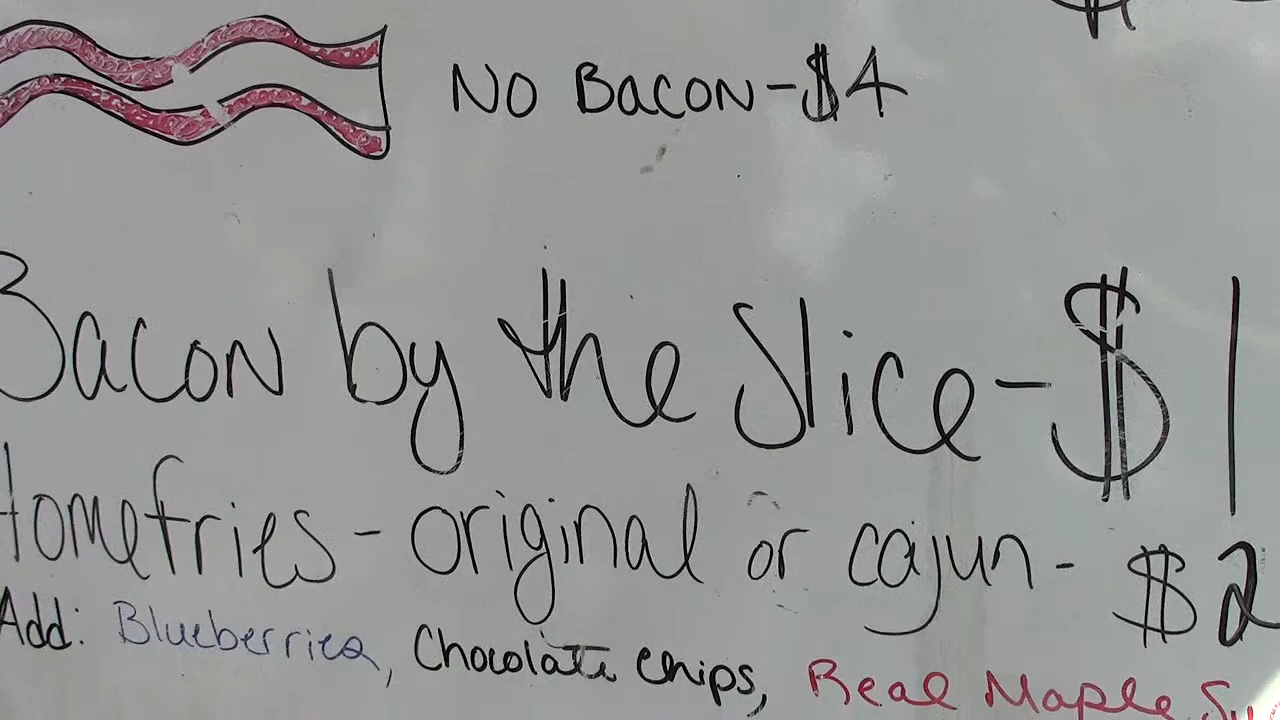 NO BACON-$4
Bacon by the Slice-$1
Homefries- original or cajun- $2
Add: Blueberries, Chocolate Chips, Real Maple